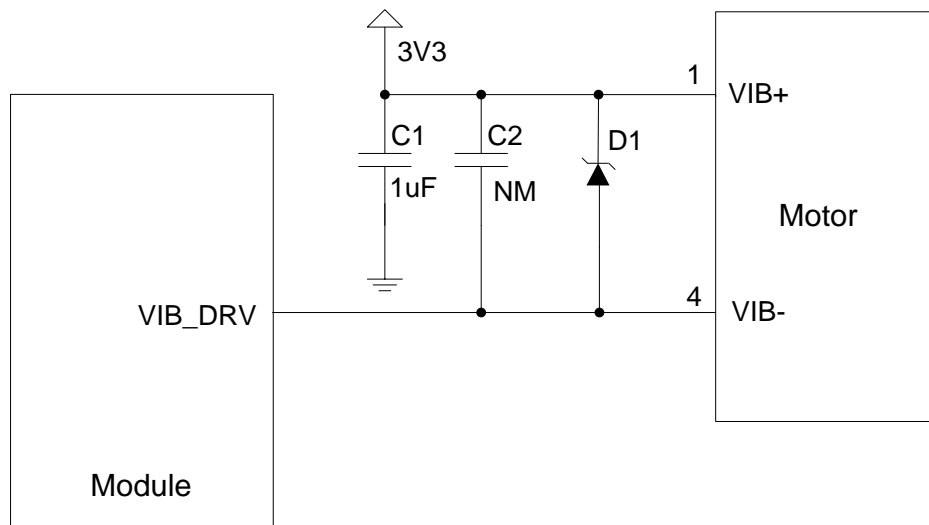 3V3
1
VIB+
C1
C2
D1
1uF
NM
Motor
4
VIB_DRV
VIB-
Module